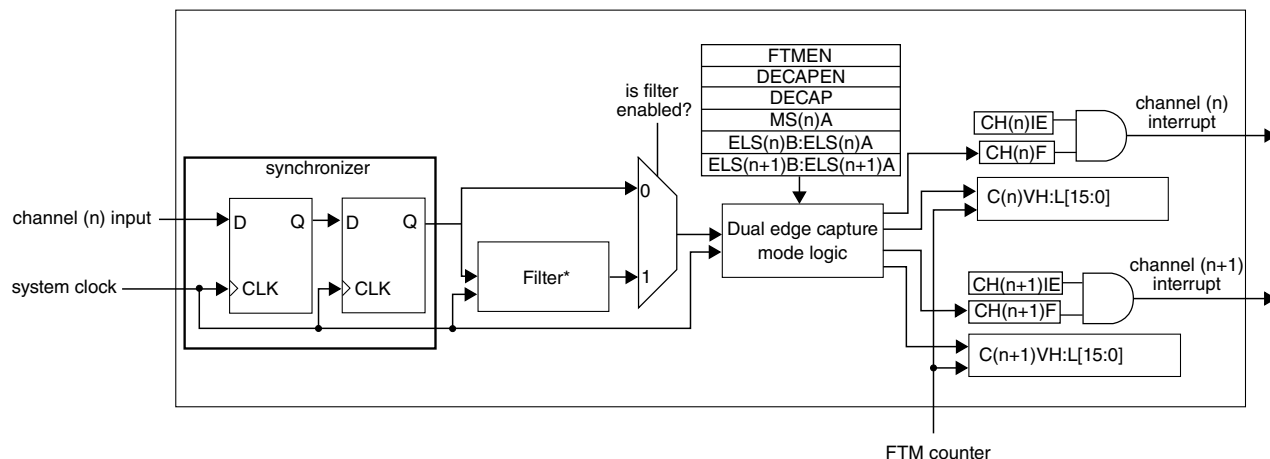 FTMEN
DECAPEN
DECAP
MS(n)A
ELS(n)B:ELS(n)A
ELS(n+1)B:ELS(n+1)A
is filter
enabled?
synchronizer
channel (n) input
D Q
D Q
system clock
CLK
CLK
Filter*
0
1
Dual edge capture
mode logic
CH(n)IE
CH(n)F
channel (n)
interrupt
C(n)VH:L[15:0]
CH(n+1)IE
CH(n+1)F
channel (n+1)
interrupt
C(n+1)VH:L[15:0]
FTM counter